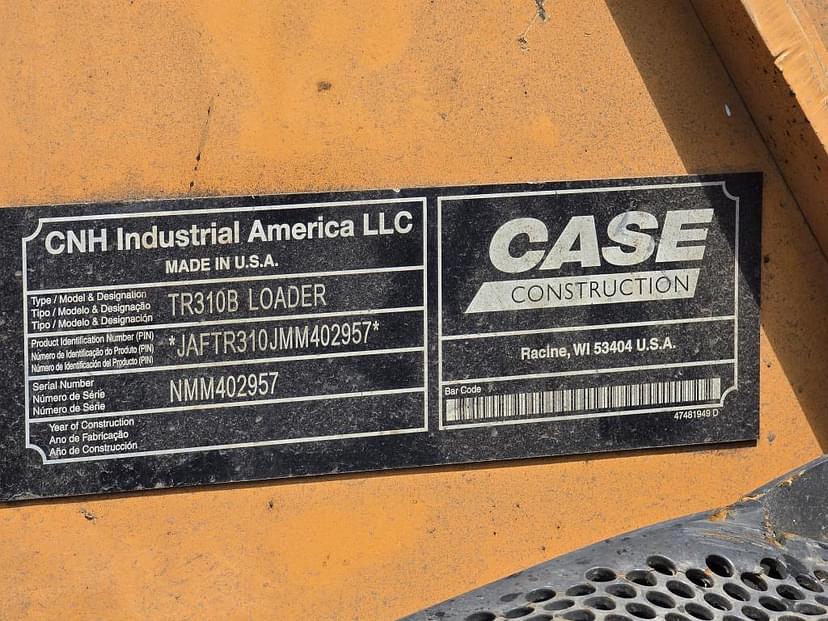 CNH Industrial America LLC
MADE IN U.S.A.
Type / Model & Designation
Tipo / Modelo & Designação
Tipo / Modelo & Designación
TR310B LOADER
Product Identification Number (PIN)
Número de Identificação do Produto (PIN)
Número de Identificación del Producto (PIN)
*JAFTR310JMM402957*
Serial Number
Número de Série
Número de Serie
NMM402957
Year of Construction
Ano de Fabricação
Año de Construcción
CASE
CONSTRUCTION
Racine, WI 53404 U.S.A.
Bar Code
47481949 D